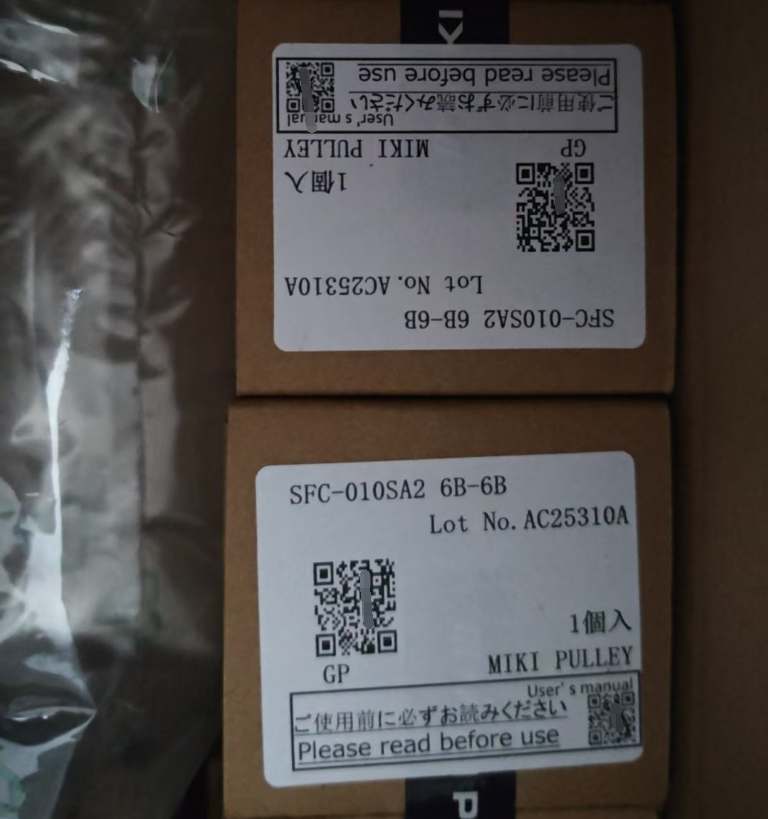 K
Please read before use
ご使用前に必ずお読みください
User's manual
MIKI PULLEY
GP
1個入
Lot No. AC25310A
SFC-010SA2 6B-6B
SFC-010SA2 6B-6B
Lot No. AC25310A
1個入
GP
MIKI PULLEY
User's manual
ご使用前に必ずお読みください
Please read before use
P